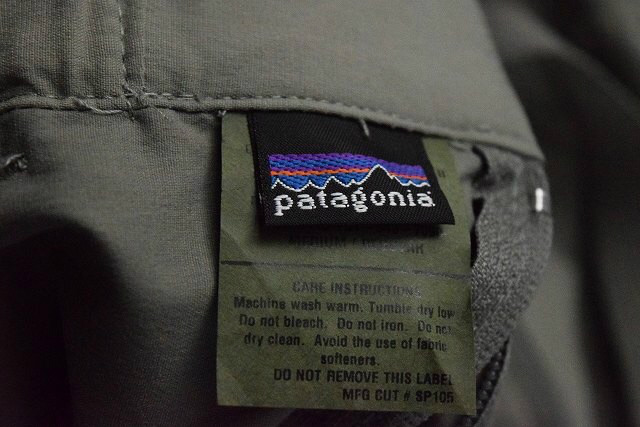 patagonia
CARE INSTRUCTIONS
Machine wash warm. Tumble dry low
Do not bleach. Do not iron. Do not
dry clean. Avoid the use of fabric
softeners.
DO NOT REMOVE THIS LABEL
MFG CUT # SP105